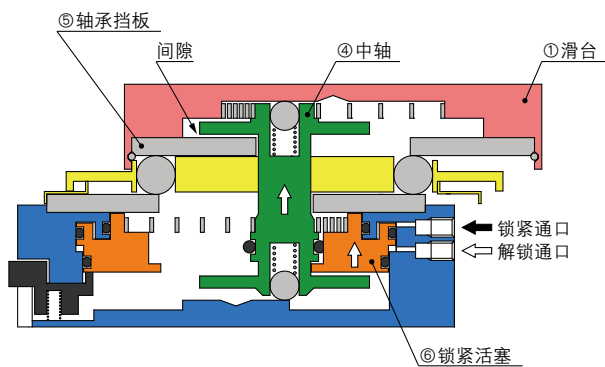 ⑤轴承挡板
间隙
④中轴
①滑台
锁紧通口
解锁通口
⑥锁紧活塞